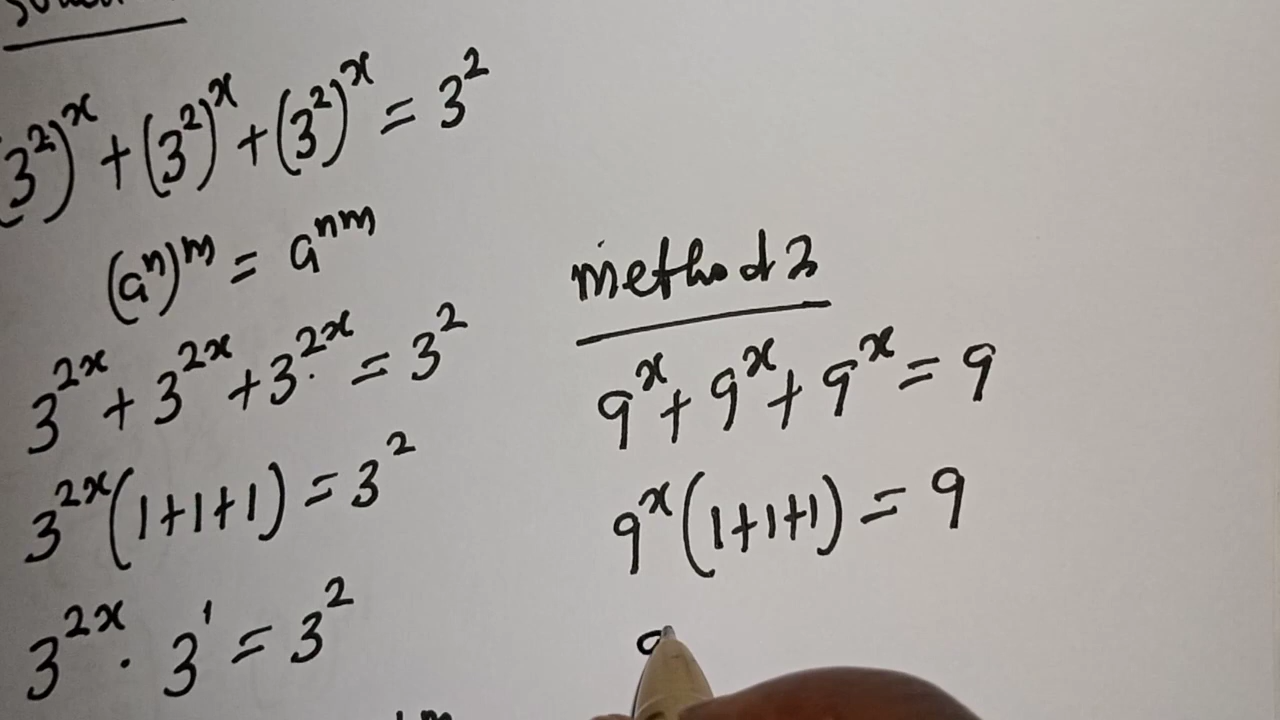 (3²)ˣ + (3²)ˣ + (3²)ˣ = 3²
(aⁿ)ᵐ = aⁿᵐ
3²ˣ + 3²ˣ + 3²ˣ = 3²
3²ˣ (1+1+1) = 3²
3²ˣ · 3¹ = 3²
method 2
9ˣ + 9ˣ + 9ˣ = 9
9ˣ (1+1+1) = 9